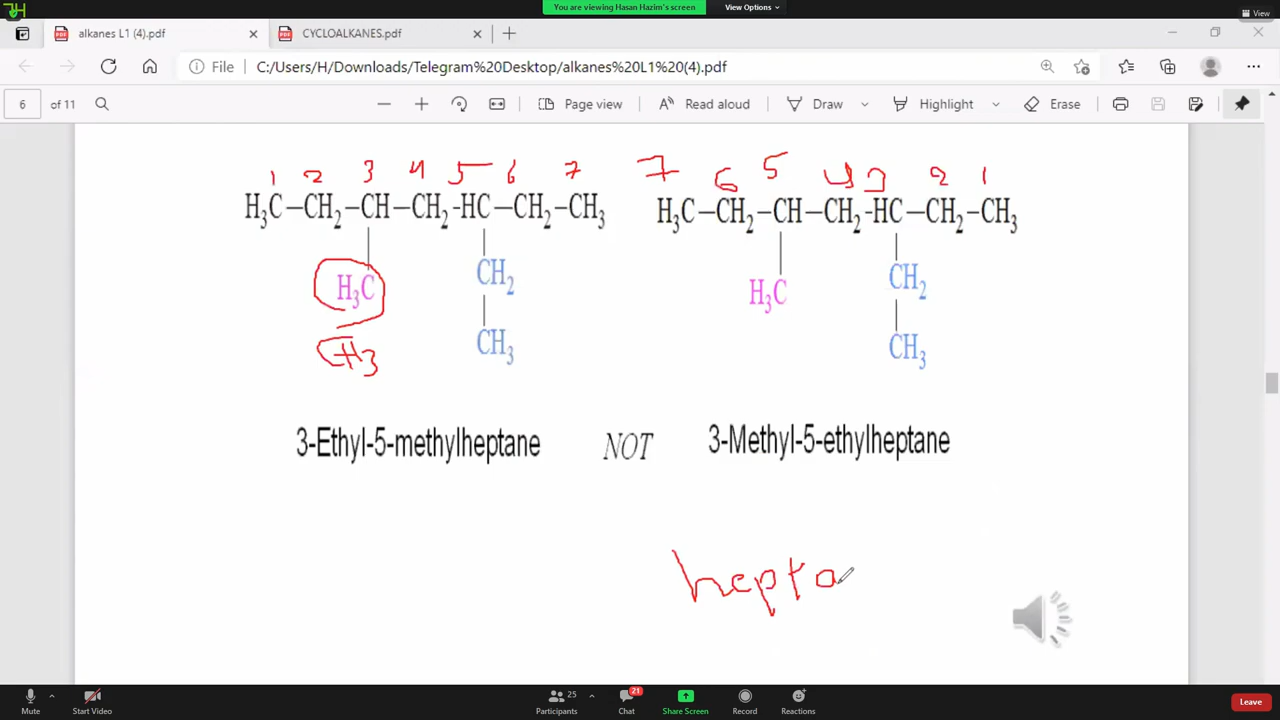 You are viewing Hasan Hazim's screen View Options
View
alkanes L1 (4).pdf CYCLOALKANES.pdf
File C:/Users/H/Downloads/Telegram%20Desktop/alkanes%20L1%20(4).pdf
6 of 11 Page view Read aloud Draw Highlight Erase
1 2 3 4 5 6 7 7 6 5 4 3 2 1
H₃C–CH₂–CH–CH₂–HC–CH₂–CH₃ H₃C–CH₂–CH–CH₂–HC–CH₂–CH₃
H₃C CH₂ H₃C CH₂
CH3 CH₃ CH₃
3-Ethyl-5-methylheptane NOT 3-Methyl-5-ethylheptane
hepta
25 21
Mute Start Video Participants Chat Share Screen Record Reactions Leave